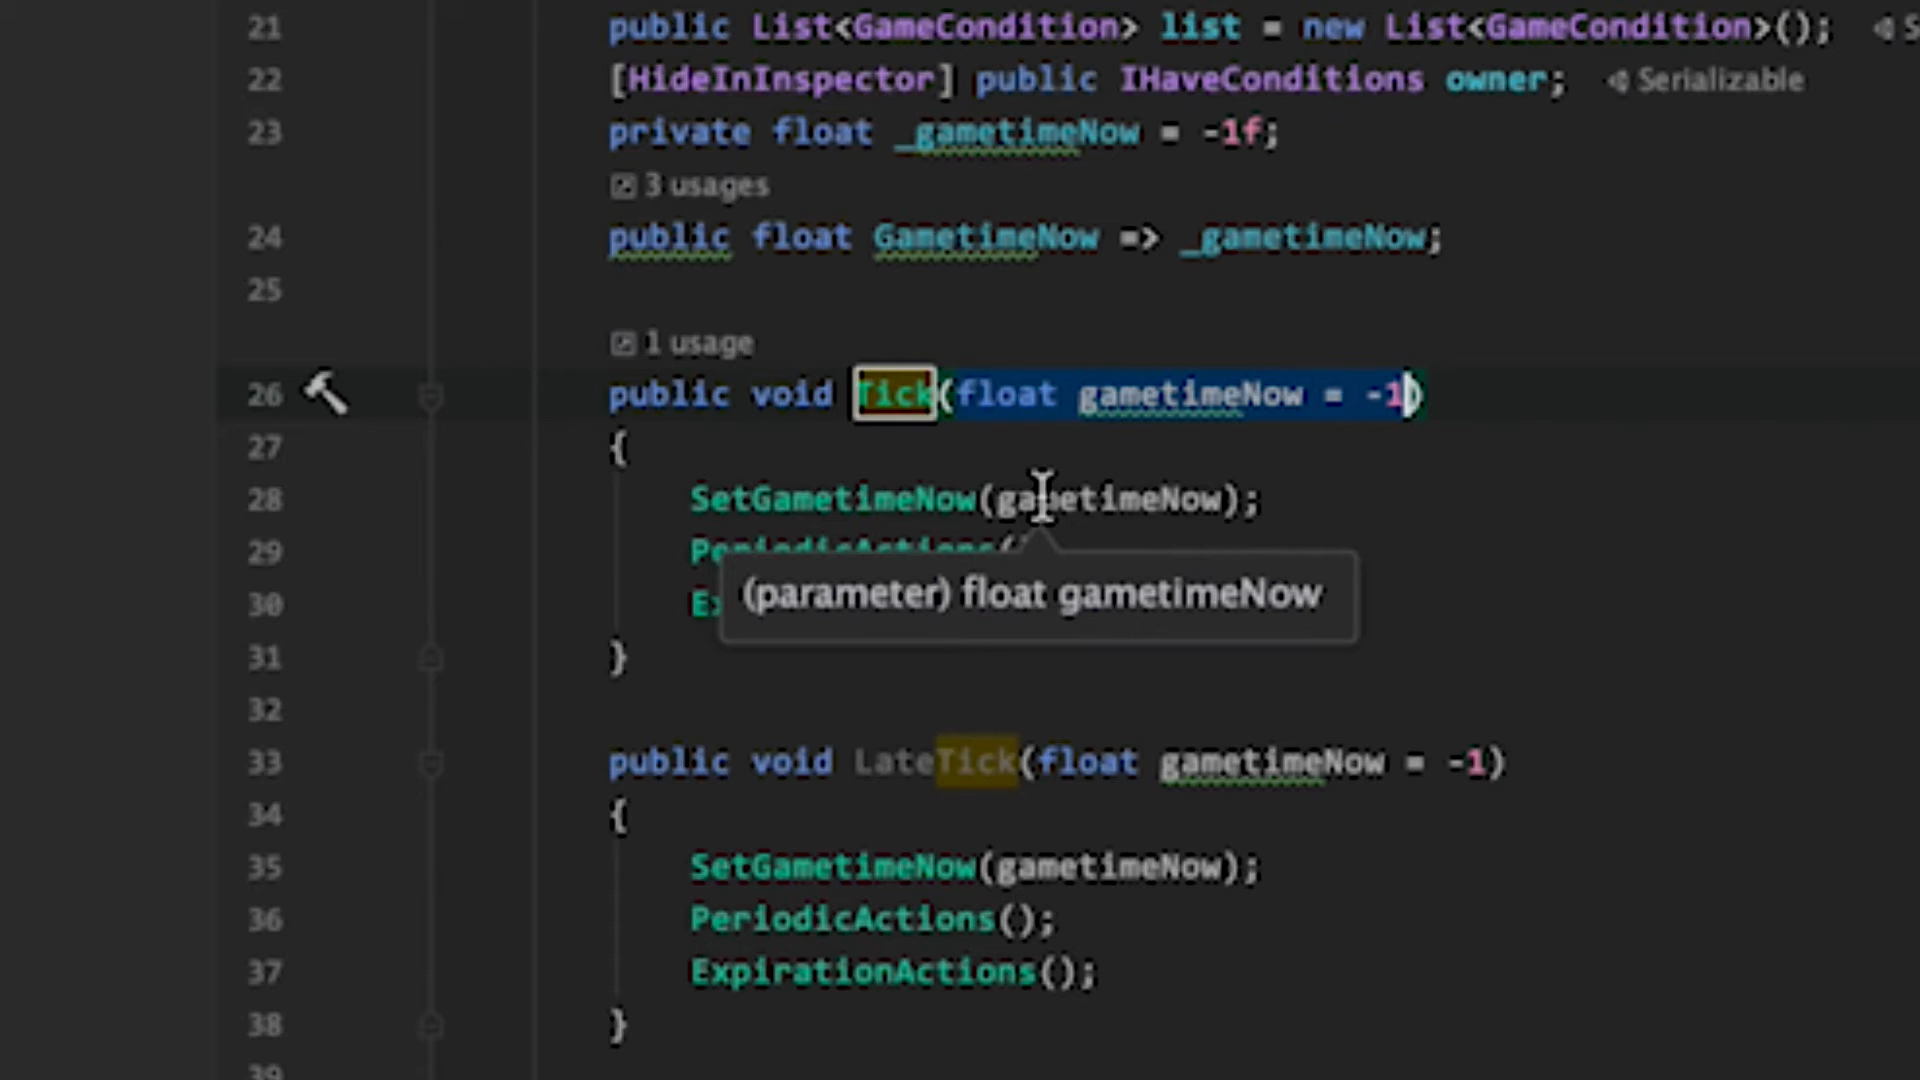 21 public List<GameCondition> list = new List<GameCondition>(); S
22 [HideInInspector] public IHaveConditions owner; Serializable
23 private float _gametimeNow = -1f;
3 usages
24 public float GametimeNow => _gametimeNow;
25
1 usage
26 public void Tick(float gametimeNow = -1)
27 {
28 SetGametimeNow(gametimeNow);
29 PeriodicActions(
(parameter) float gametimeNow
30 Ex
31 }
32
33 public void LateTick(float gametimeNow = -1)
34 {
35 SetGametimeNow(gametimeNow);
36 PeriodicActions();
37 ExpirationActions();
38 }
39